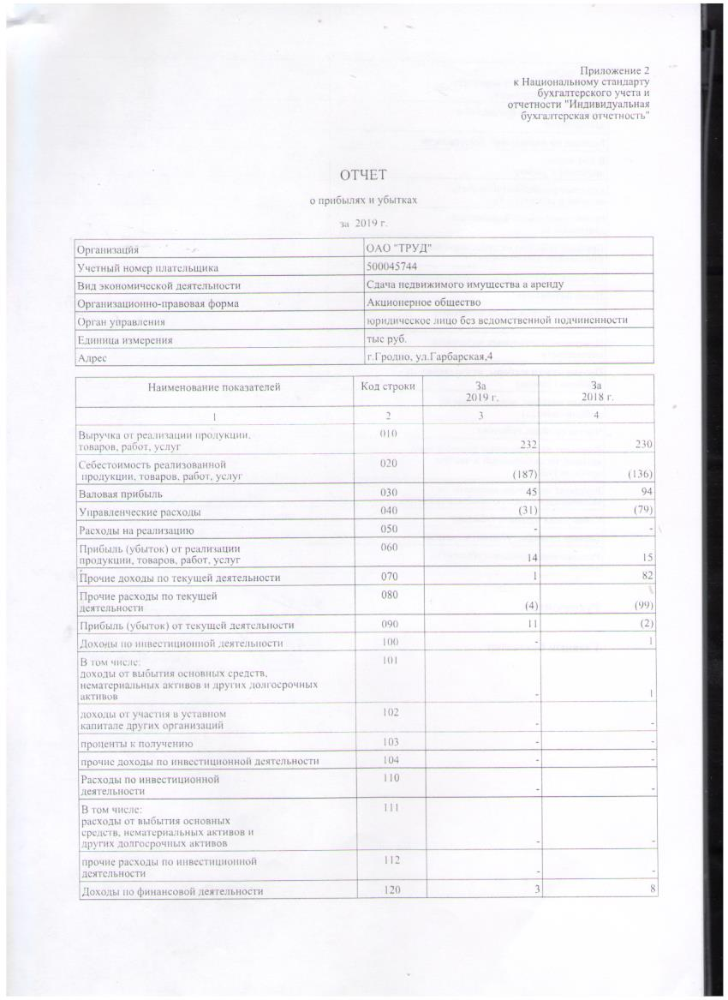 Приложение 2
к Национальному стандарту
бухгалтерского учета и
отчетности "Индивидуальная
бухгалтерская отчетность"
ОТЧЕТ
о прибылях и убытках
за 2019 г.
Организация ОАО "ТРУД"
Учетный номер плательщика 500045744
Вид экономической деятельности Сдача недвижимого имущества а аренду
Организационно-правовая форма Акционерное общество
Орган управления юридическое лицо без ведомственной подчиненности
Единица измерения тыс руб.
Адрес г.Гродно, ул.Гарбарская,4
Наименование показателей Код строки За За
2019 г. 2018 г.
1 2 3 4
Выручка от реализации продукции, 010
товаров, работ, услуг 232 230
Себестоимость реализованной 020
продукции, товаров, работ, услуг (187) (136)
Валовая прибыль 030 45 94
Управленческие расходы 040 (31) (79)
Расходы на реализацию 050 - -
Прибыль (убыток) от реализации 060
продукции, товаров, работ, услуг 14 15
Прочие доходы по текущей деятельности 070 1 82
Прочие расходы по текущей 080
деятельности (4) (99)
Прибыль (убыток) от текущей деятельности 090 11 (2)
Доходы по инвестиционной деятельности 100 - 1
В том числе: 101
доходы от выбытия основных средств,
нематериальных активов и других долгосрочных
активов - 1
доходы от участия в уставном 102
капитале других организаций - -
проценты к получению 103 - -
прочие доходы по инвестиционной деятельности 104 - -
Расходы по инвестиционной 110
деятельности - -
В том числе: 111
расходы от выбытия основных
средств, нематериальных активов и
других долгосрочных активов - -
прочие расходы по инвестиционной 112
деятельности - -
Доходы по финансовой деятельности 120 3 8